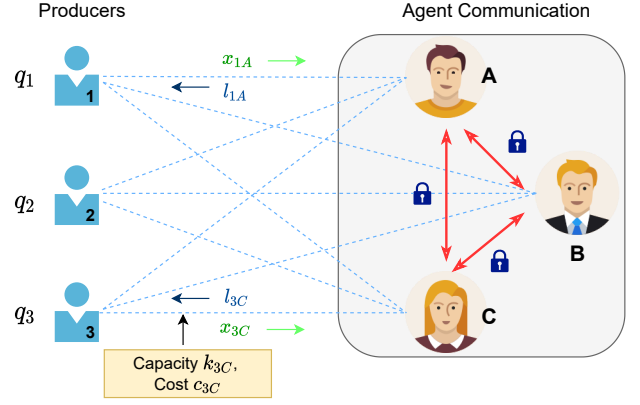 Producers
Agent Communication
q1
1
x1A
l1A
A
q2
2
B
q3
3
l3C
x3C
C
Capacity k3C,
Cost c3C